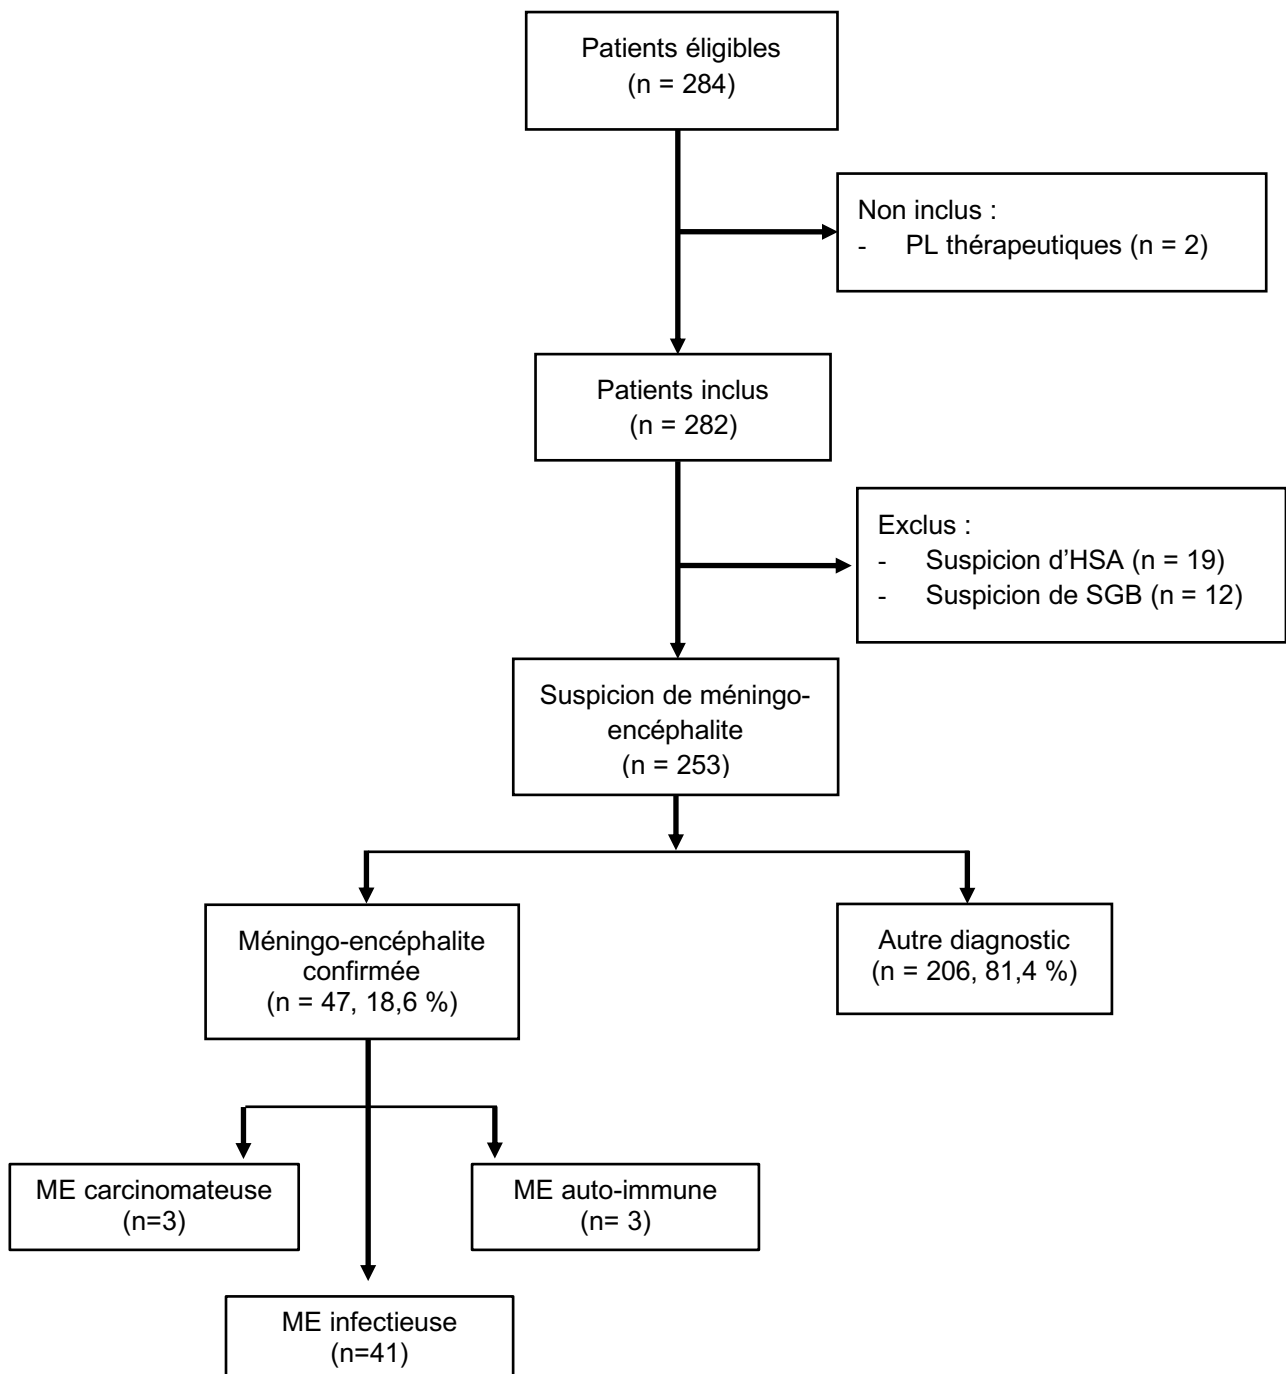 Patients éligibles
(n = 284)
Non inclus :
- PL thérapeutiques (n = 2)
Patients inclus
(n = 282)
Exclus :
- Suspicion d’HSA (n = 19)
- Suspicion de SGB (n = 12)
Suspicion de méningo-
encéphalite
(n = 253)
Méningo-encéphalite
confirmée
(n = 47, 18,6 %)
Autre diagnostic
(n = 206, 81,4 %)
ME carcinomateuse
(n=3)
ME auto-immune
(n= 3)
ME infectieuse
(n=41)